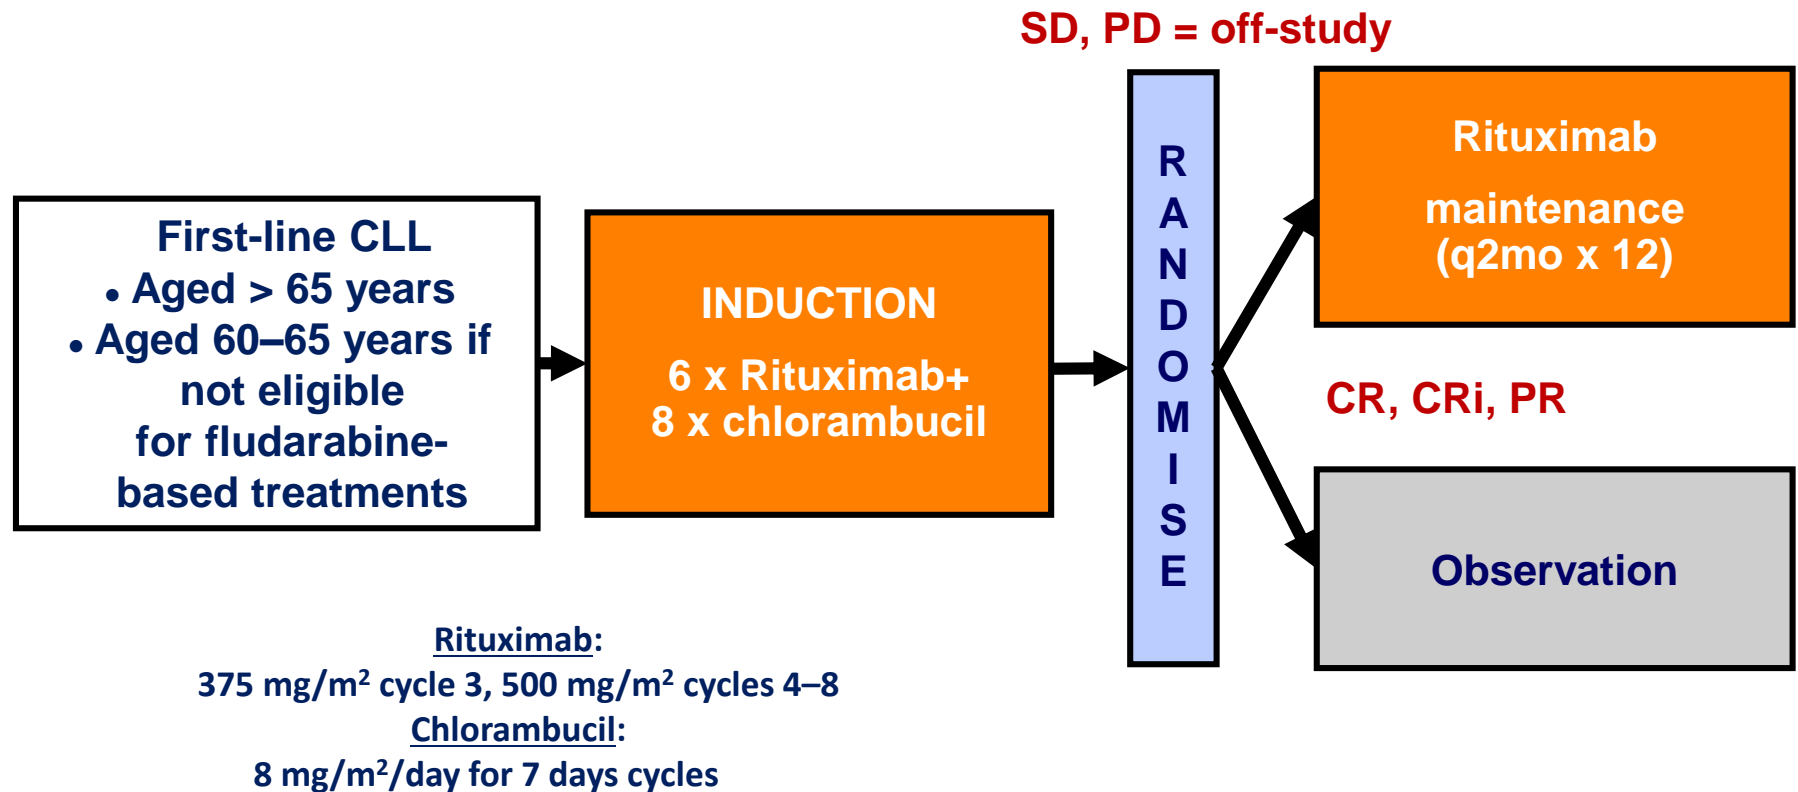 SD, PD = off-study
First-line CLL
• Aged > 65 years
• Aged 60–65 years if
not eligible
for fludarabine-
based treatments
INDUCTION
6 x Rituximab+
8 x chlorambucil
R
A
N
D
O
M
I
S
E
Rituximab
maintenance
(q2mo x 12)
CR, CRi, PR
Observation
Rituximab:
375 mg/m² cycle 3, 500 mg/m² cycles 4–8
Chlorambucil:
8 mg/m²/day for 7 days cycles